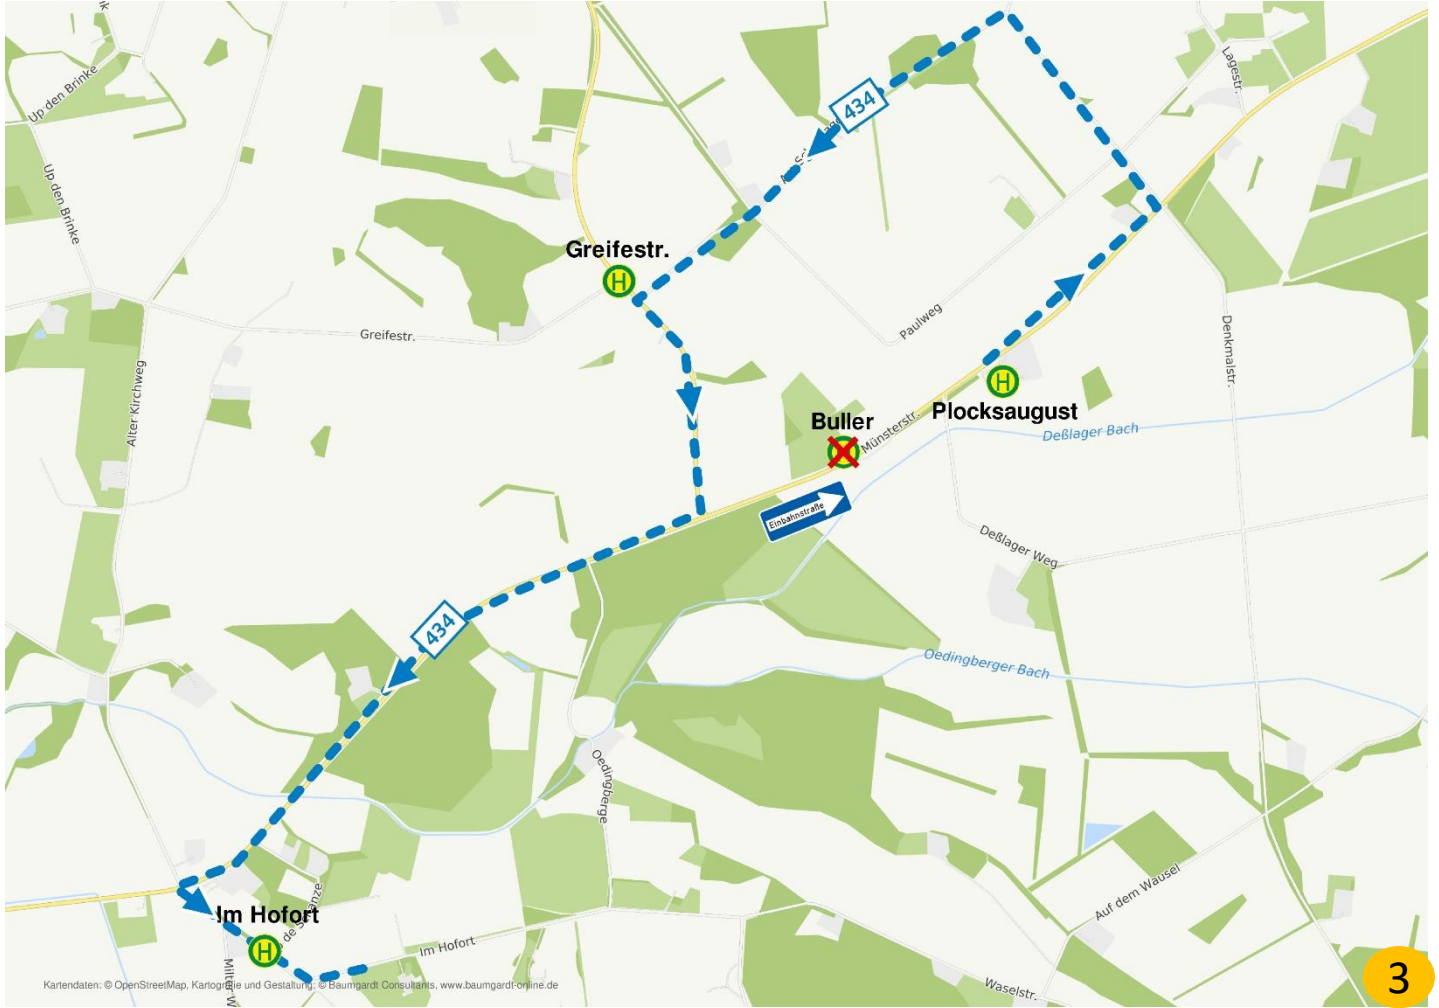 Up den Brinke
Lagestr.
434
Up den Brinke
Greifestr.
H
Greifestr.
Paulweg
Denkmalstr.
Alter Kirchweg
H
Plocksaugust
Buller
Münsterstr.
Deßlager Bach
Einbahnstraße
Deßlager Weg
434
Oedingberger Bach
Oedingberge
Auf dem Wausel
Im Hofort
H
Im Hofort
Waselstr.
Kartendaten: © OpenStreetMap, Kartografie und Gestaltung: © Baumgardt Consultants, www.baumgardt-online.de
3